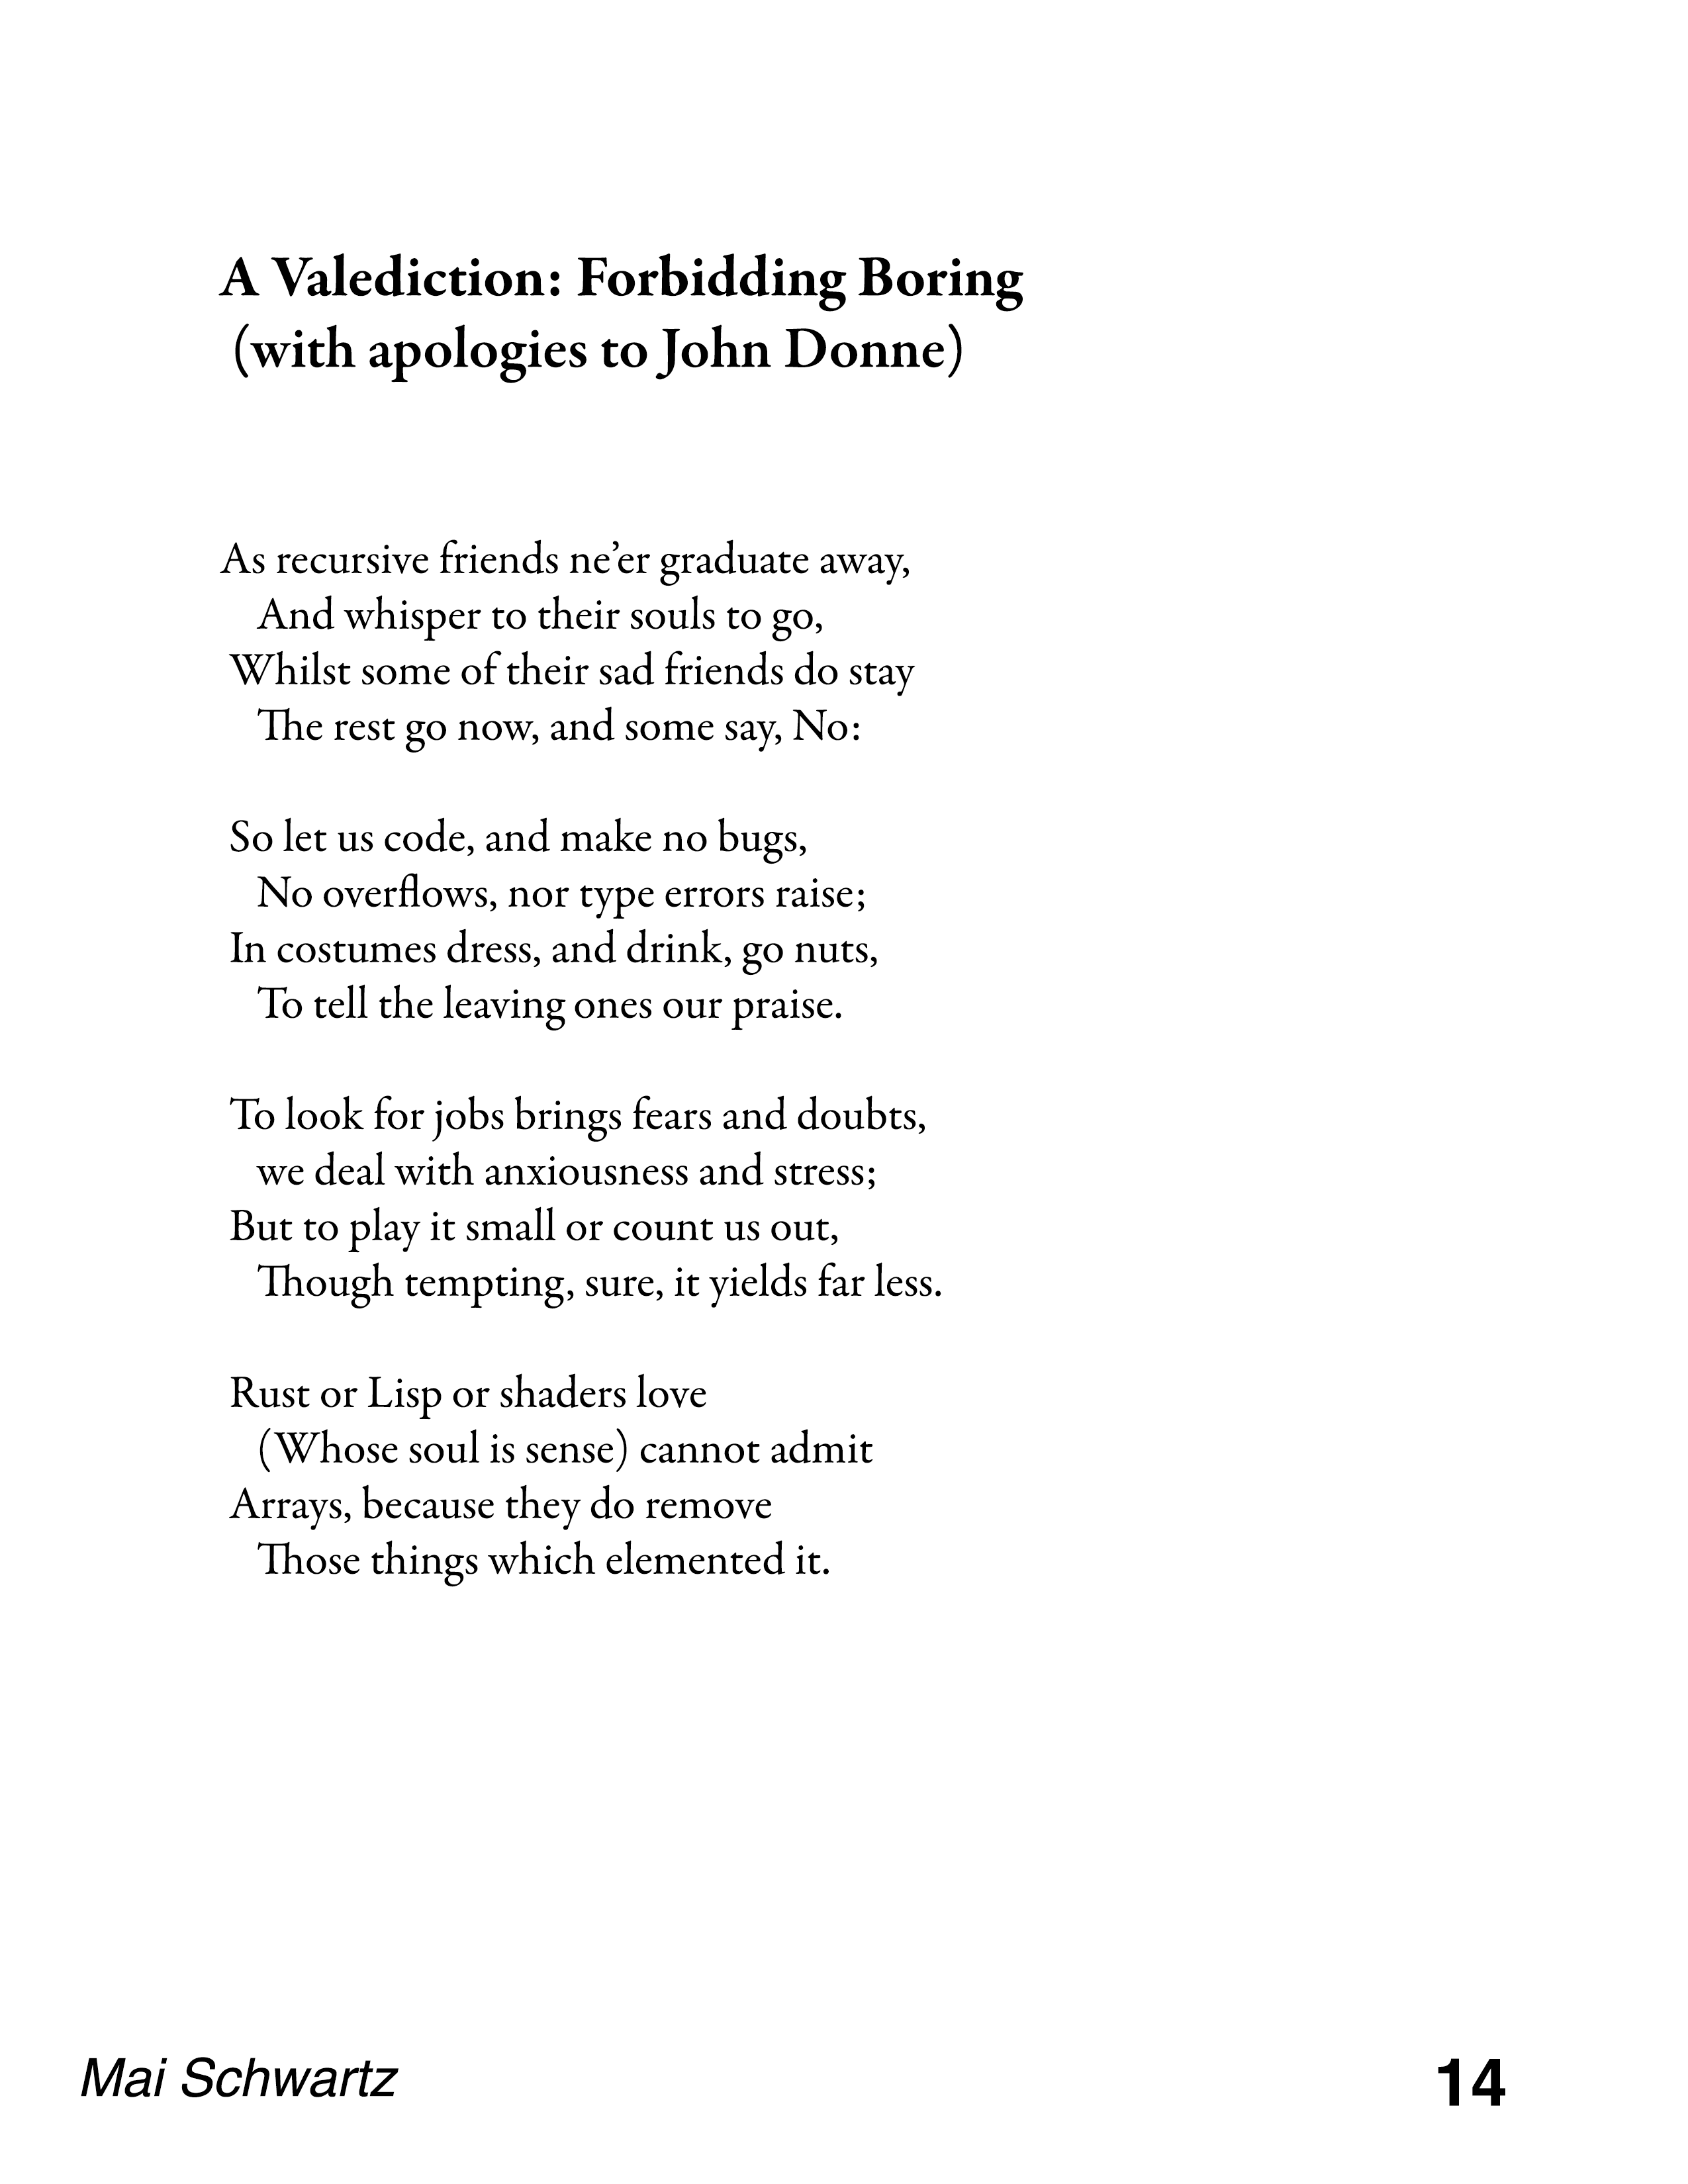 A Valediction: Forbidding Boring
(with apologies to John Donne)
As recursive friends ne’er graduate away,
And whisper to their souls to go,
Whilst some of their sad friends do stay
The rest go now, and some say, No:
So let us code, and make no bugs,
No overflows, nor type errors raise;
In costumes dress, and drink, go nuts,
To tell the leaving ones our praise.
To look for jobs brings fears and doubts,
we deal with anxiousness and stress;
But to play it small or count us out,
Though tempting, sure, it yields far less.
Rust or Lisp or shaders love
(Whose soul is sense) cannot admit
Arrays, because they do remove
Those things which elemented it.
Mai Schwartz
14